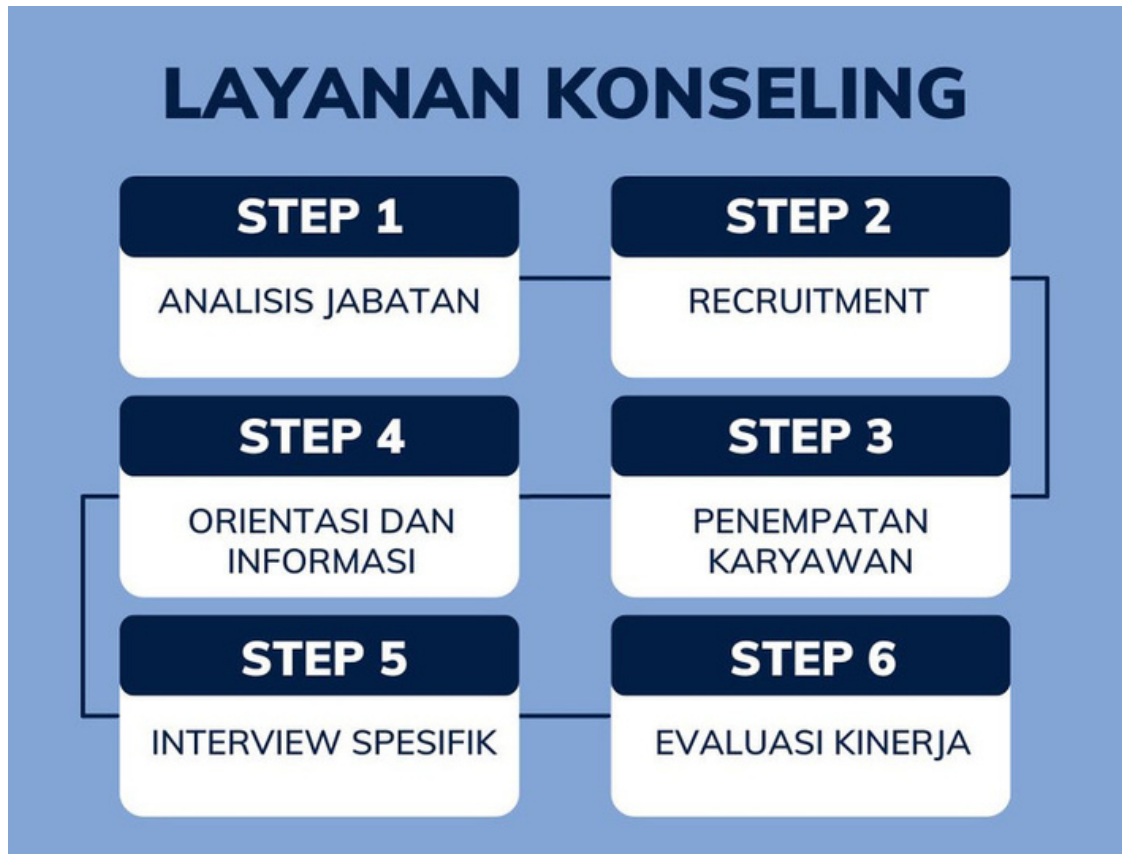 LAYANAN KONSELING
STEP 1
ANALISIS JABATAN
STEP 2
RECRUITMENT
STEP 3
PENEMPATAN
KARYAWAN
STEP 4
ORIENTASI DAN
INFORMASI
STEP 5
INTERVIEW SPESIFIK
STEP 6
EVALUASI KINERJA